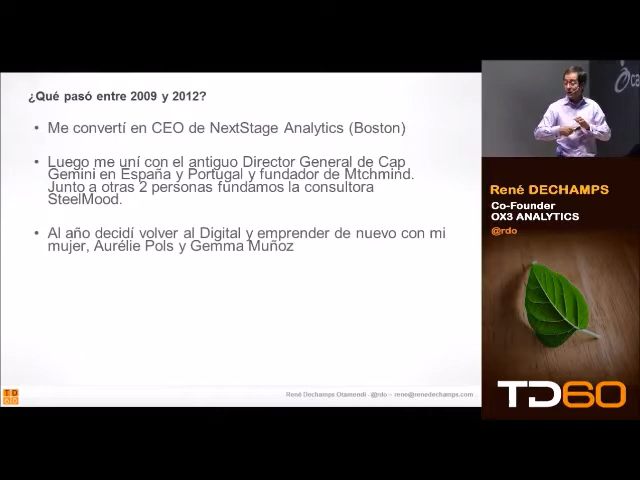 ¿Qué pasó entre 2009 y 2012?
• Me convertí en CEO de NextStage Analytics (Boston)
• Luego me uní con el antiguo Director General de Cap
Gemini en España y Portugal y fundador de Mtchmind.
Junto a otras 2 personas fundamos la consultora
SteelMood.
• Al año decidí volver al Digital y emprender de nuevo con mi
mujer, Aurélie Pols y Gemma Muñoz
TD
René Dechamps Otamendi - @rdo – rene@renedechamps.com
René DECHAMPS
Co-Founder
OX3 ANALYTICS
@rdo
TD60